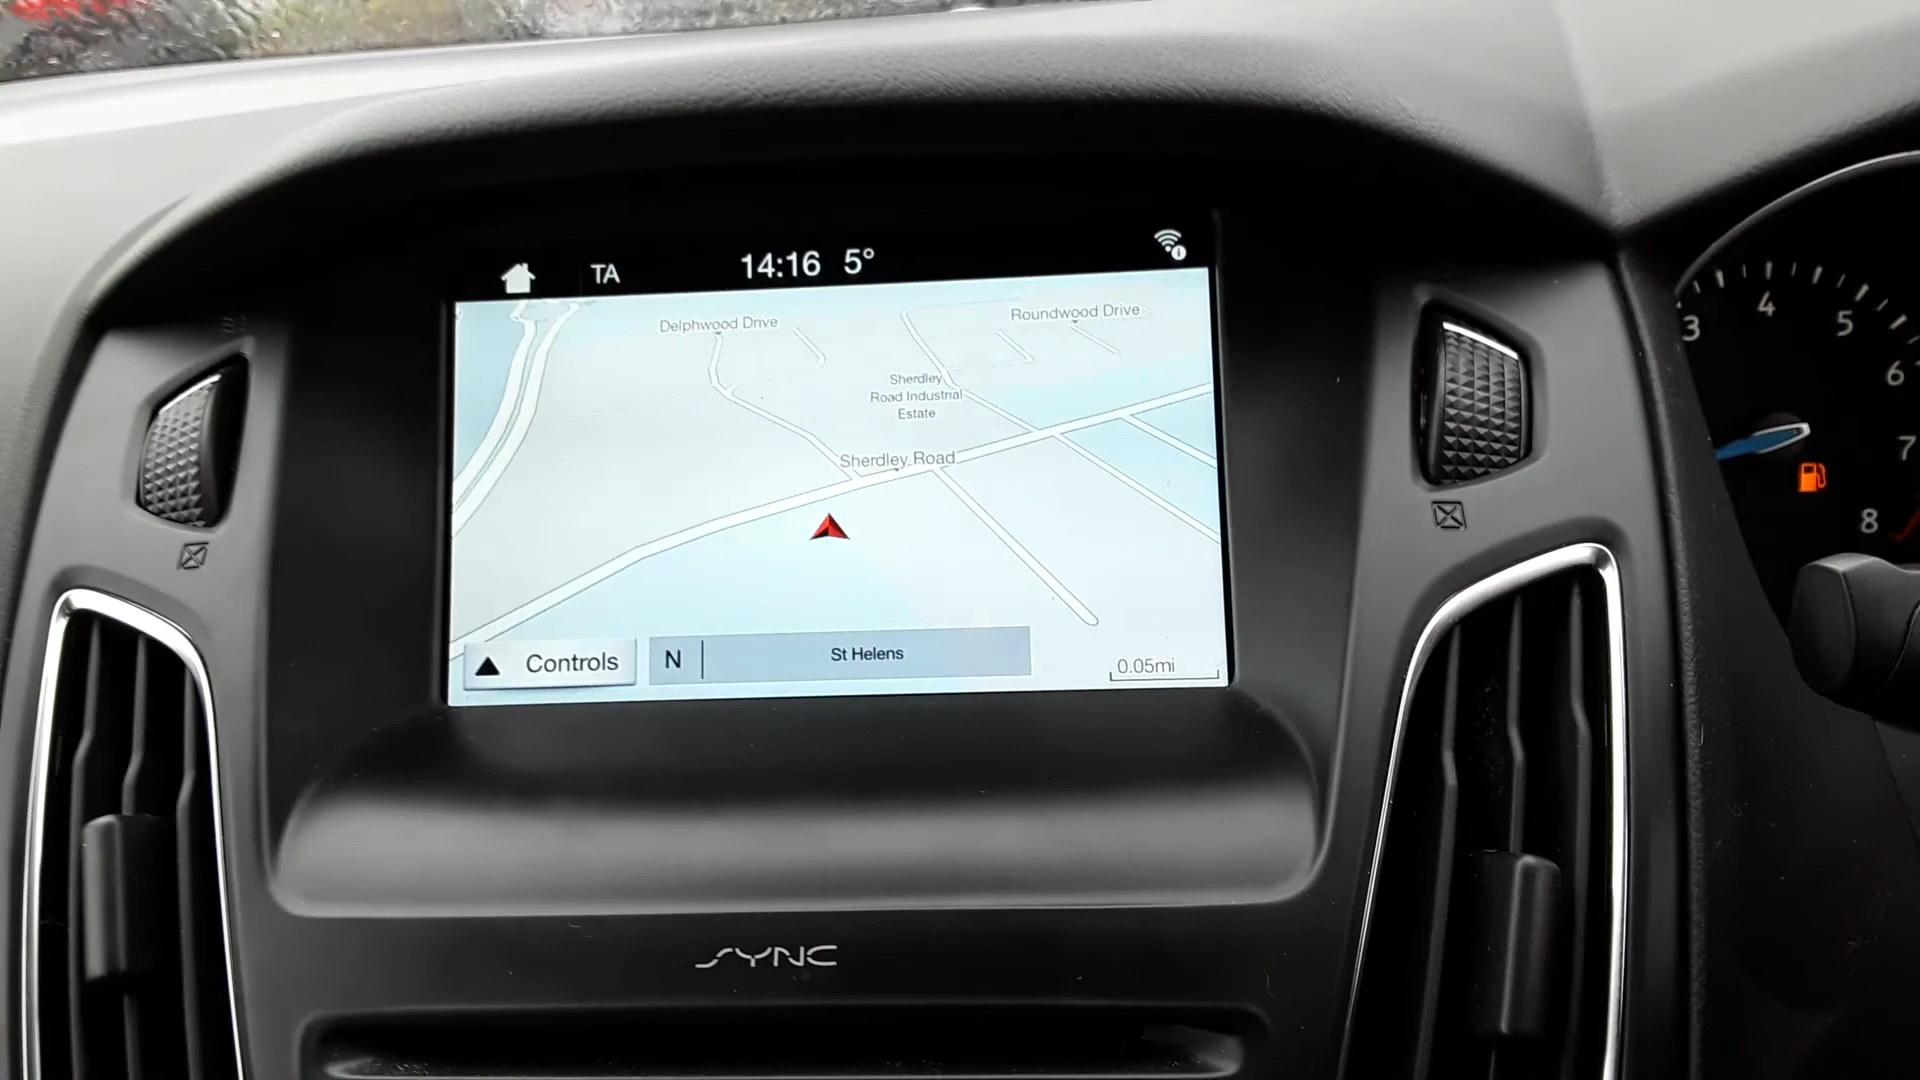 TA
14:16 5°
Delphwood Drive
Roundwood Drive
Sherdley
Road Industrial
Estate
Sherdley Road
Controls
N
St Helens
0.05mi
3
4
5
6
7
8
SYNC